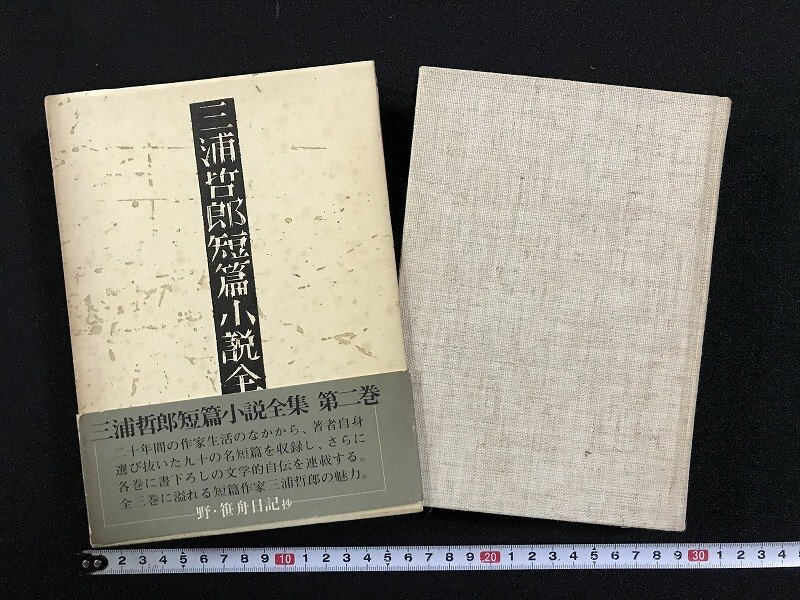 三浦哲郎短篇小説全
三浦哲郎短篇小説全集 第二巻
二十年間の作家生活のなかから、著者自身
選び抜いた九十の名短篇を収録し、さらに
各巻に書下ろしの文学的自伝を連載する。
全三巻に溢れる短篇作家三浦哲郎の魅力。
野・笹舟日記抄
2 3 4 5 6 7 8 9 10 1 2 3 4 5 6 7 8 9 20 1 2 3 4 5 6 7 8 9 30 1 2 3 4